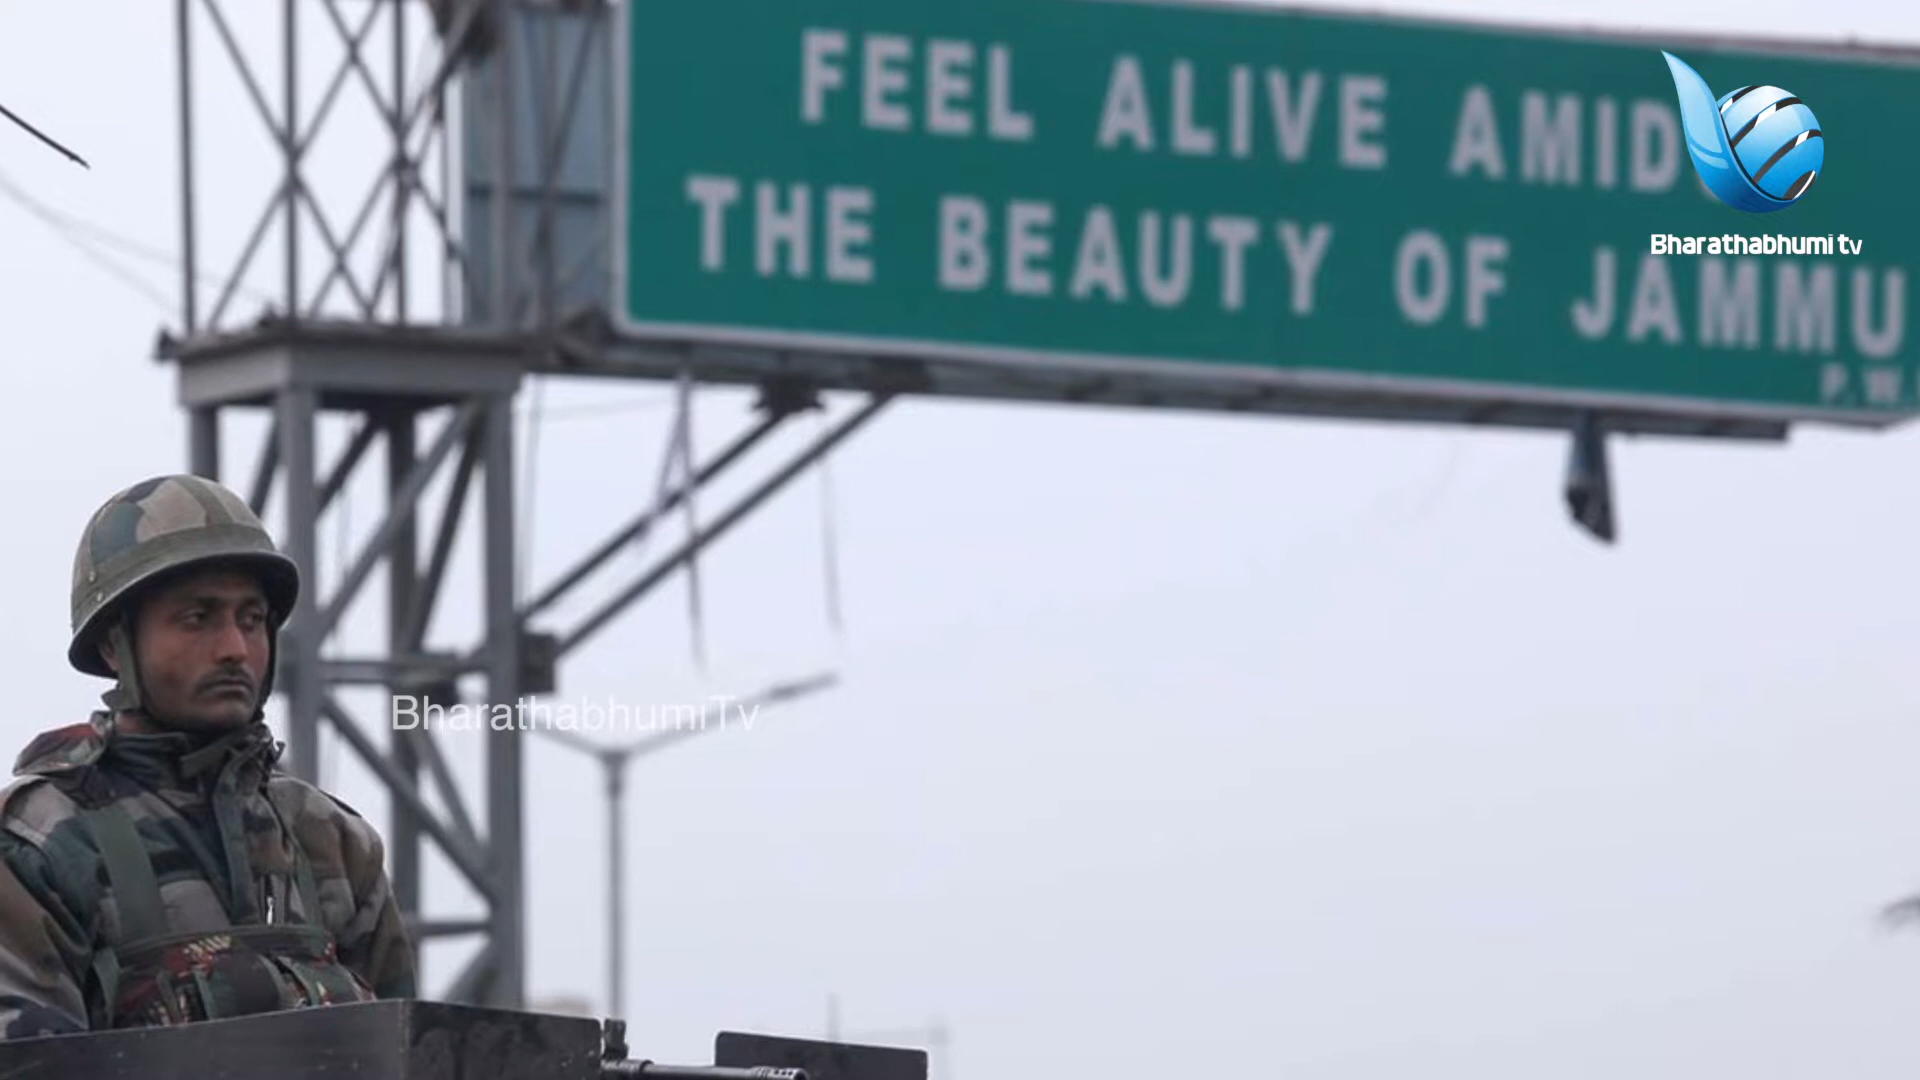 FEEL ALIVE AMID
THE BEAUTY OF JAMMU
P.W.
Bharathabhumi tv
BharathabhumiTv